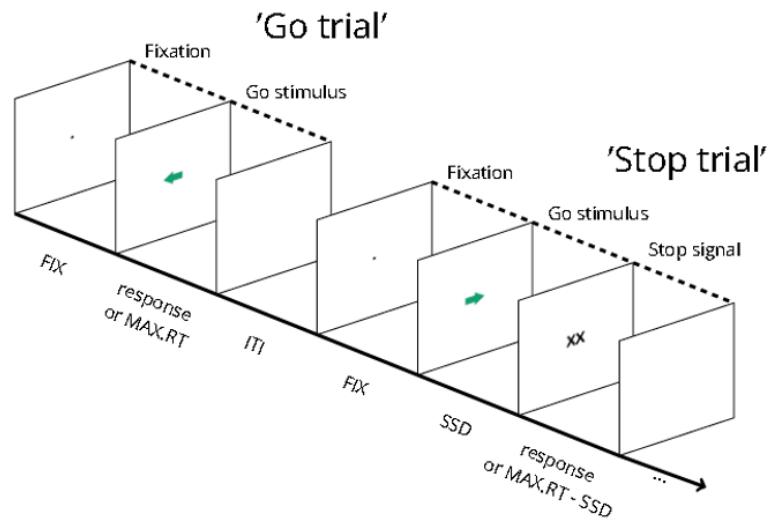 'Go trial'
Fixation
Go stimulus
'Stop trial'
Fixation
Go stimulus
Stop signal
XX
FIX
response
or MAX.RT
ITI
FIX
SSD
response
or MAX.RT - SSD
...